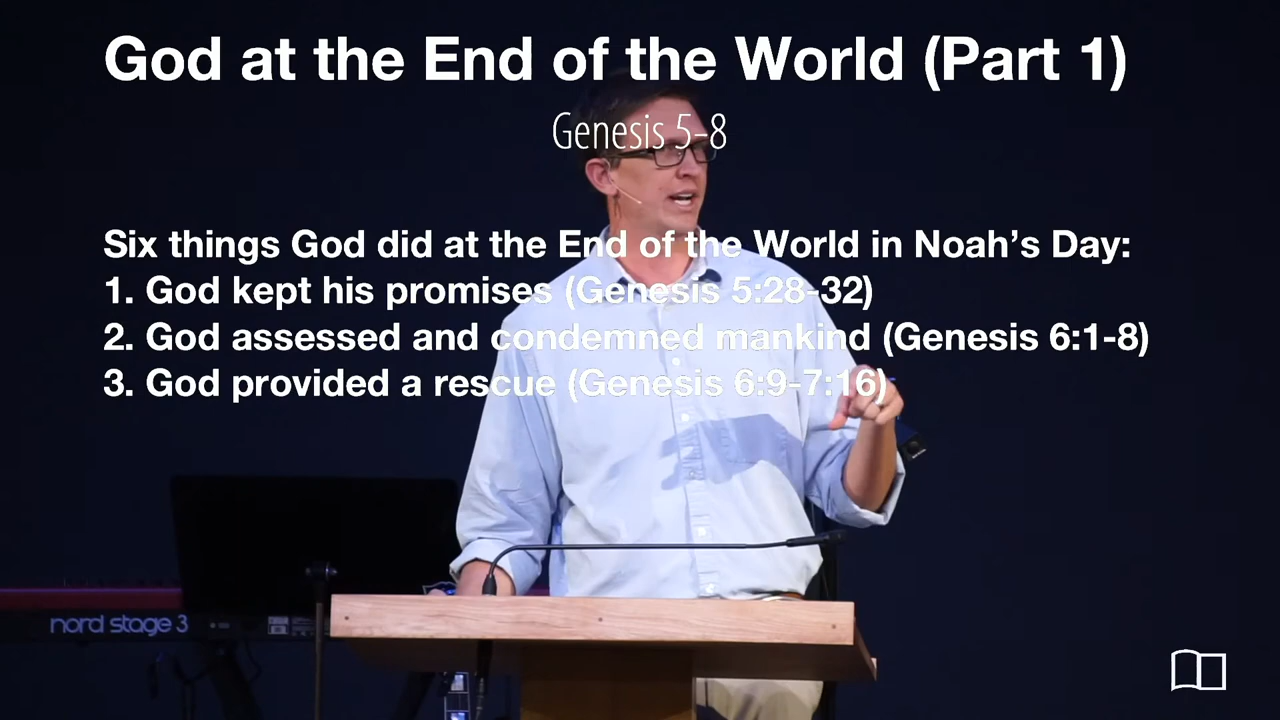 God at the End of the World (Part 1)
Genesis 5-8
Six things God did at the End of the World in Noah’s Day:
1. God kept his promises (Genesis 5:28-32)
2. God assessed and condemned mankind (Genesis 6:1-8)
3. God provided a rescue (Genesis 6:9-7:16)
nord stage 3